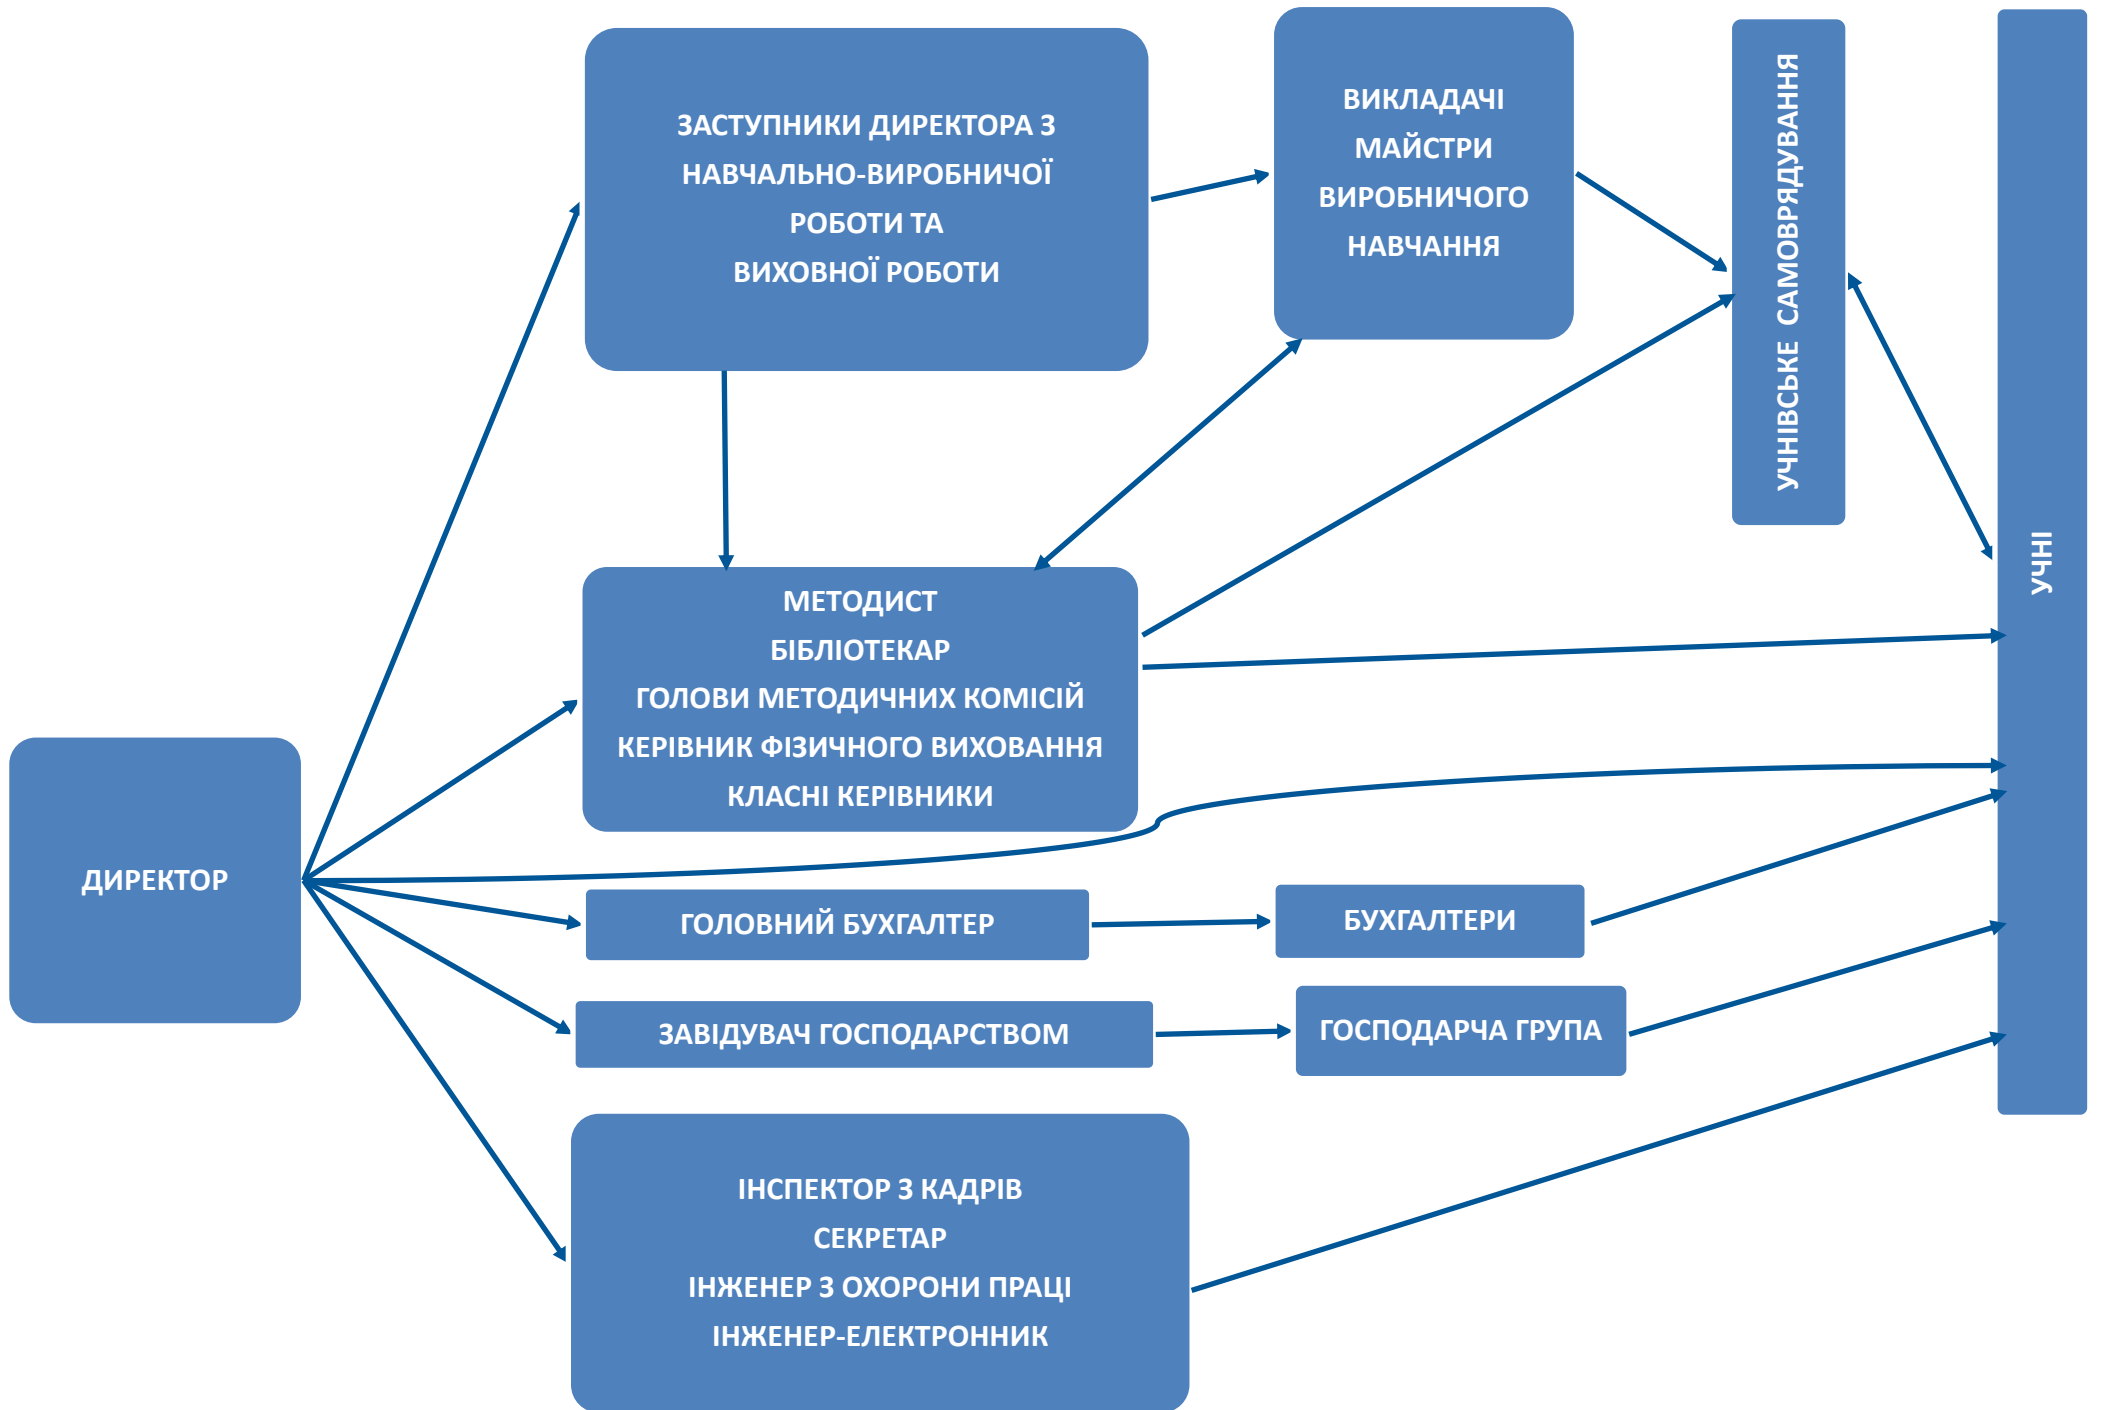 ЗАСТУПНИКИ ДИРЕКТОРА З
НАВЧАЛЬНО-ВИРОБНИЧОЇ
РОБОТИ ТА
ВИХОВНОЇ РОБОТИ
ВИКЛАДАЧІ
МАЙСТРИ
ВИРОБНИЧОГО
НАВЧАННЯ
УЧНІВСЬКЕ САМОВРЯДУВАННЯ
УЧНІ
МЕТОДИСТ
БІБЛІОТЕКАР
ГОЛОВИ МЕТОДИЧНИХ КОМІСІЙ
КЕРІВНИК ФІЗИЧНОГО ВИХОВАННЯ
КЛАСНІ КЕРІВНИКИ
ДИРЕКТОР
ГОЛОВНИЙ БУХГАЛТЕР
БУХГАЛТЕРИ
ЗАВІДУВАЧ ГОСПОДАРСТВОМ
ГОСПОДАРЧА ГРУПА
ІНСПЕКТОР З КАДРІВ
СЕКРЕТАР
ІНЖЕНЕР З ОХОРОНИ ПРАЦІ
ІНЖЕНЕР-ЕЛЕКТРОННИК